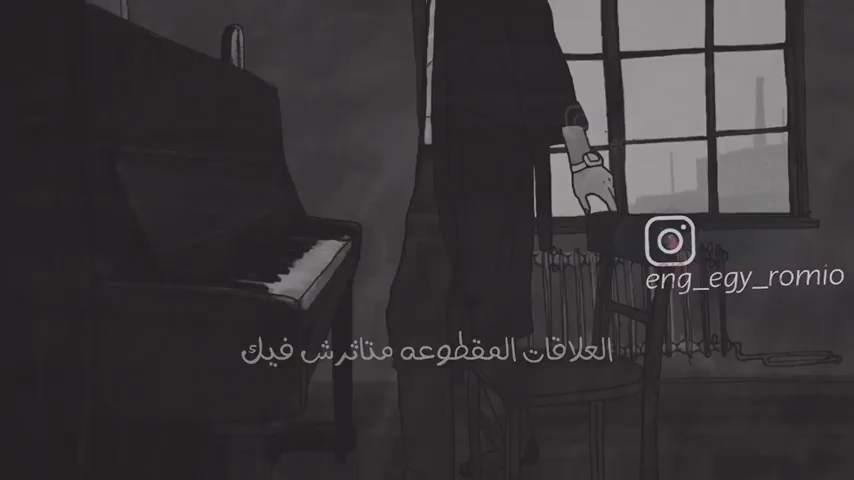 eng_egy_romio
العلاقات المقطوعه متاثرش فيك